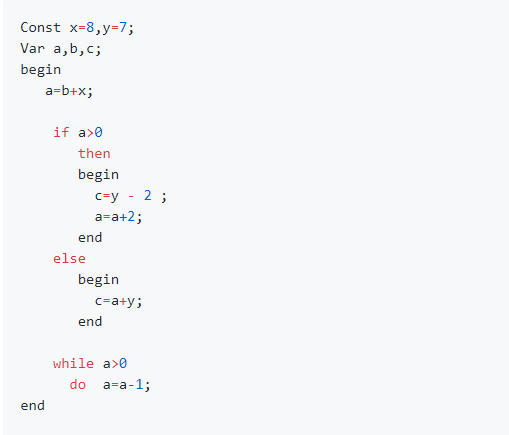 Const x=8,y=7;
Var a,b,c;
begin
   a=b+x;

    if a>0
       then
       begin
         c=y - 2 ;
         a=a+2;
       end
    else
       begin
         c=a+y;
       end

    while a>0
      do  a=a-1;
end